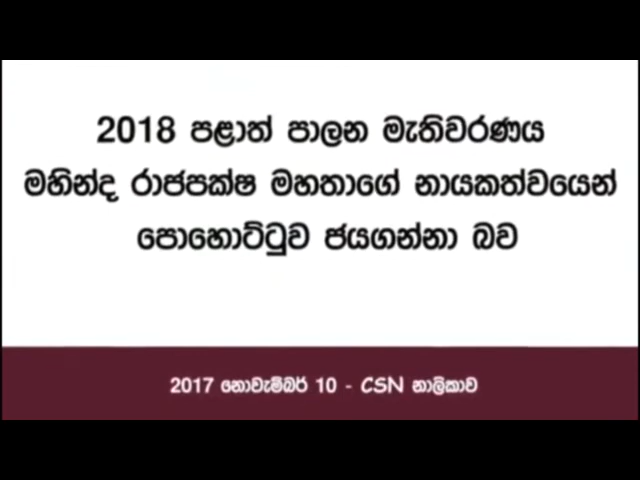 2018 පළාත් පාලන මැතිවරණය
මහින්ද රාජපක්ෂ මහතාගේ නායකත්වයෙන්
පොහොට්ටුව ජයගන්නා බව
2017 නොවැම්බර් 10 - CSN නාලිකාව